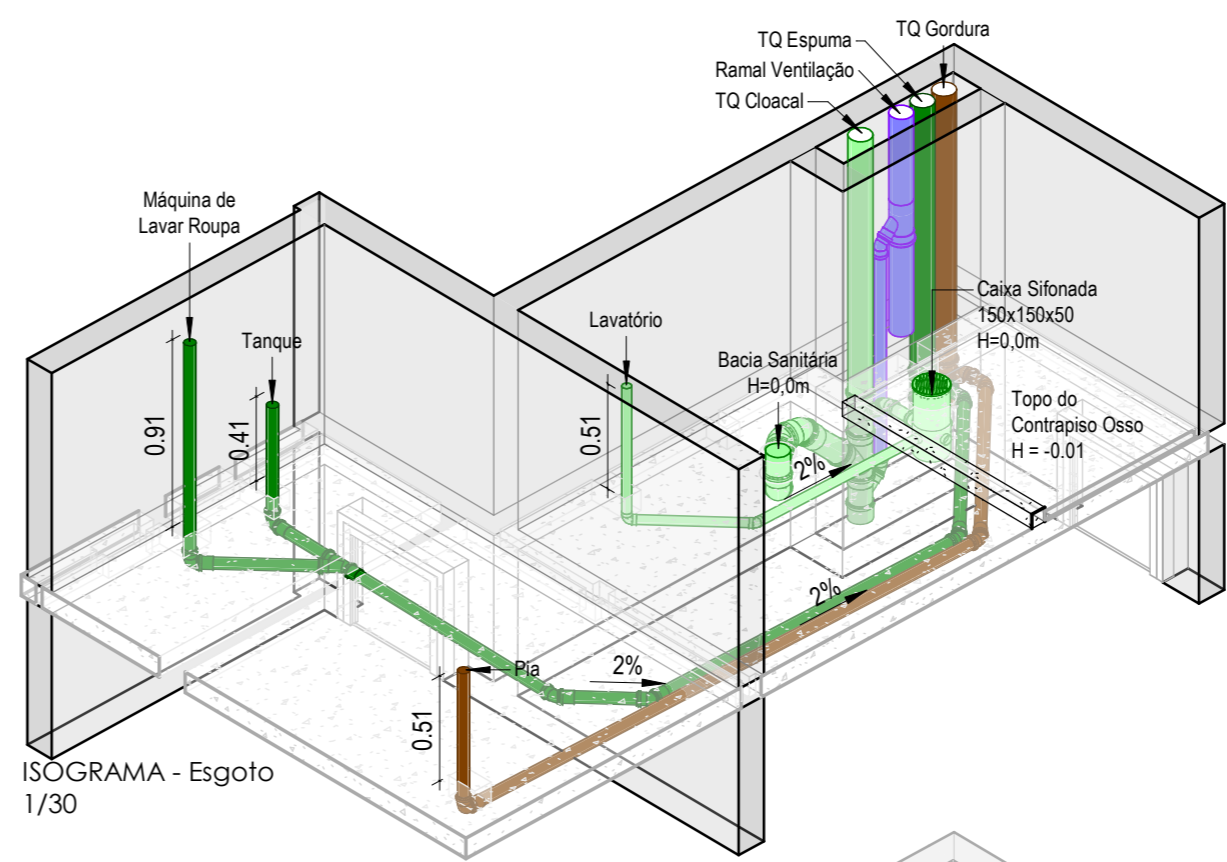 TQ Gordura
TQ Espuma
Ramal Ventilação
TQ Cloacal
Máquina de
Lavar Roupa
Tanque
Lavatório
Bacia Sanitária
H=0,0m
Caixa Sifonada
150x150x50
H=0,0m
Topo do
Contrapiso Osso
H = -0.01
0.91
0.41
0.51
2%
2%
2%
Pia
0.51
ISOGRAMA - Esgoto
1/30